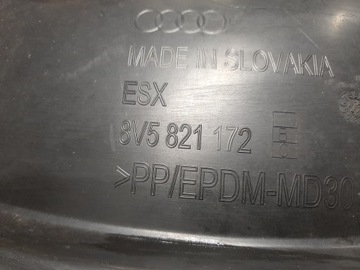 MADE IN SLOVAKIA
ESX
8V5 821 172
>PP/EPDM-MD30